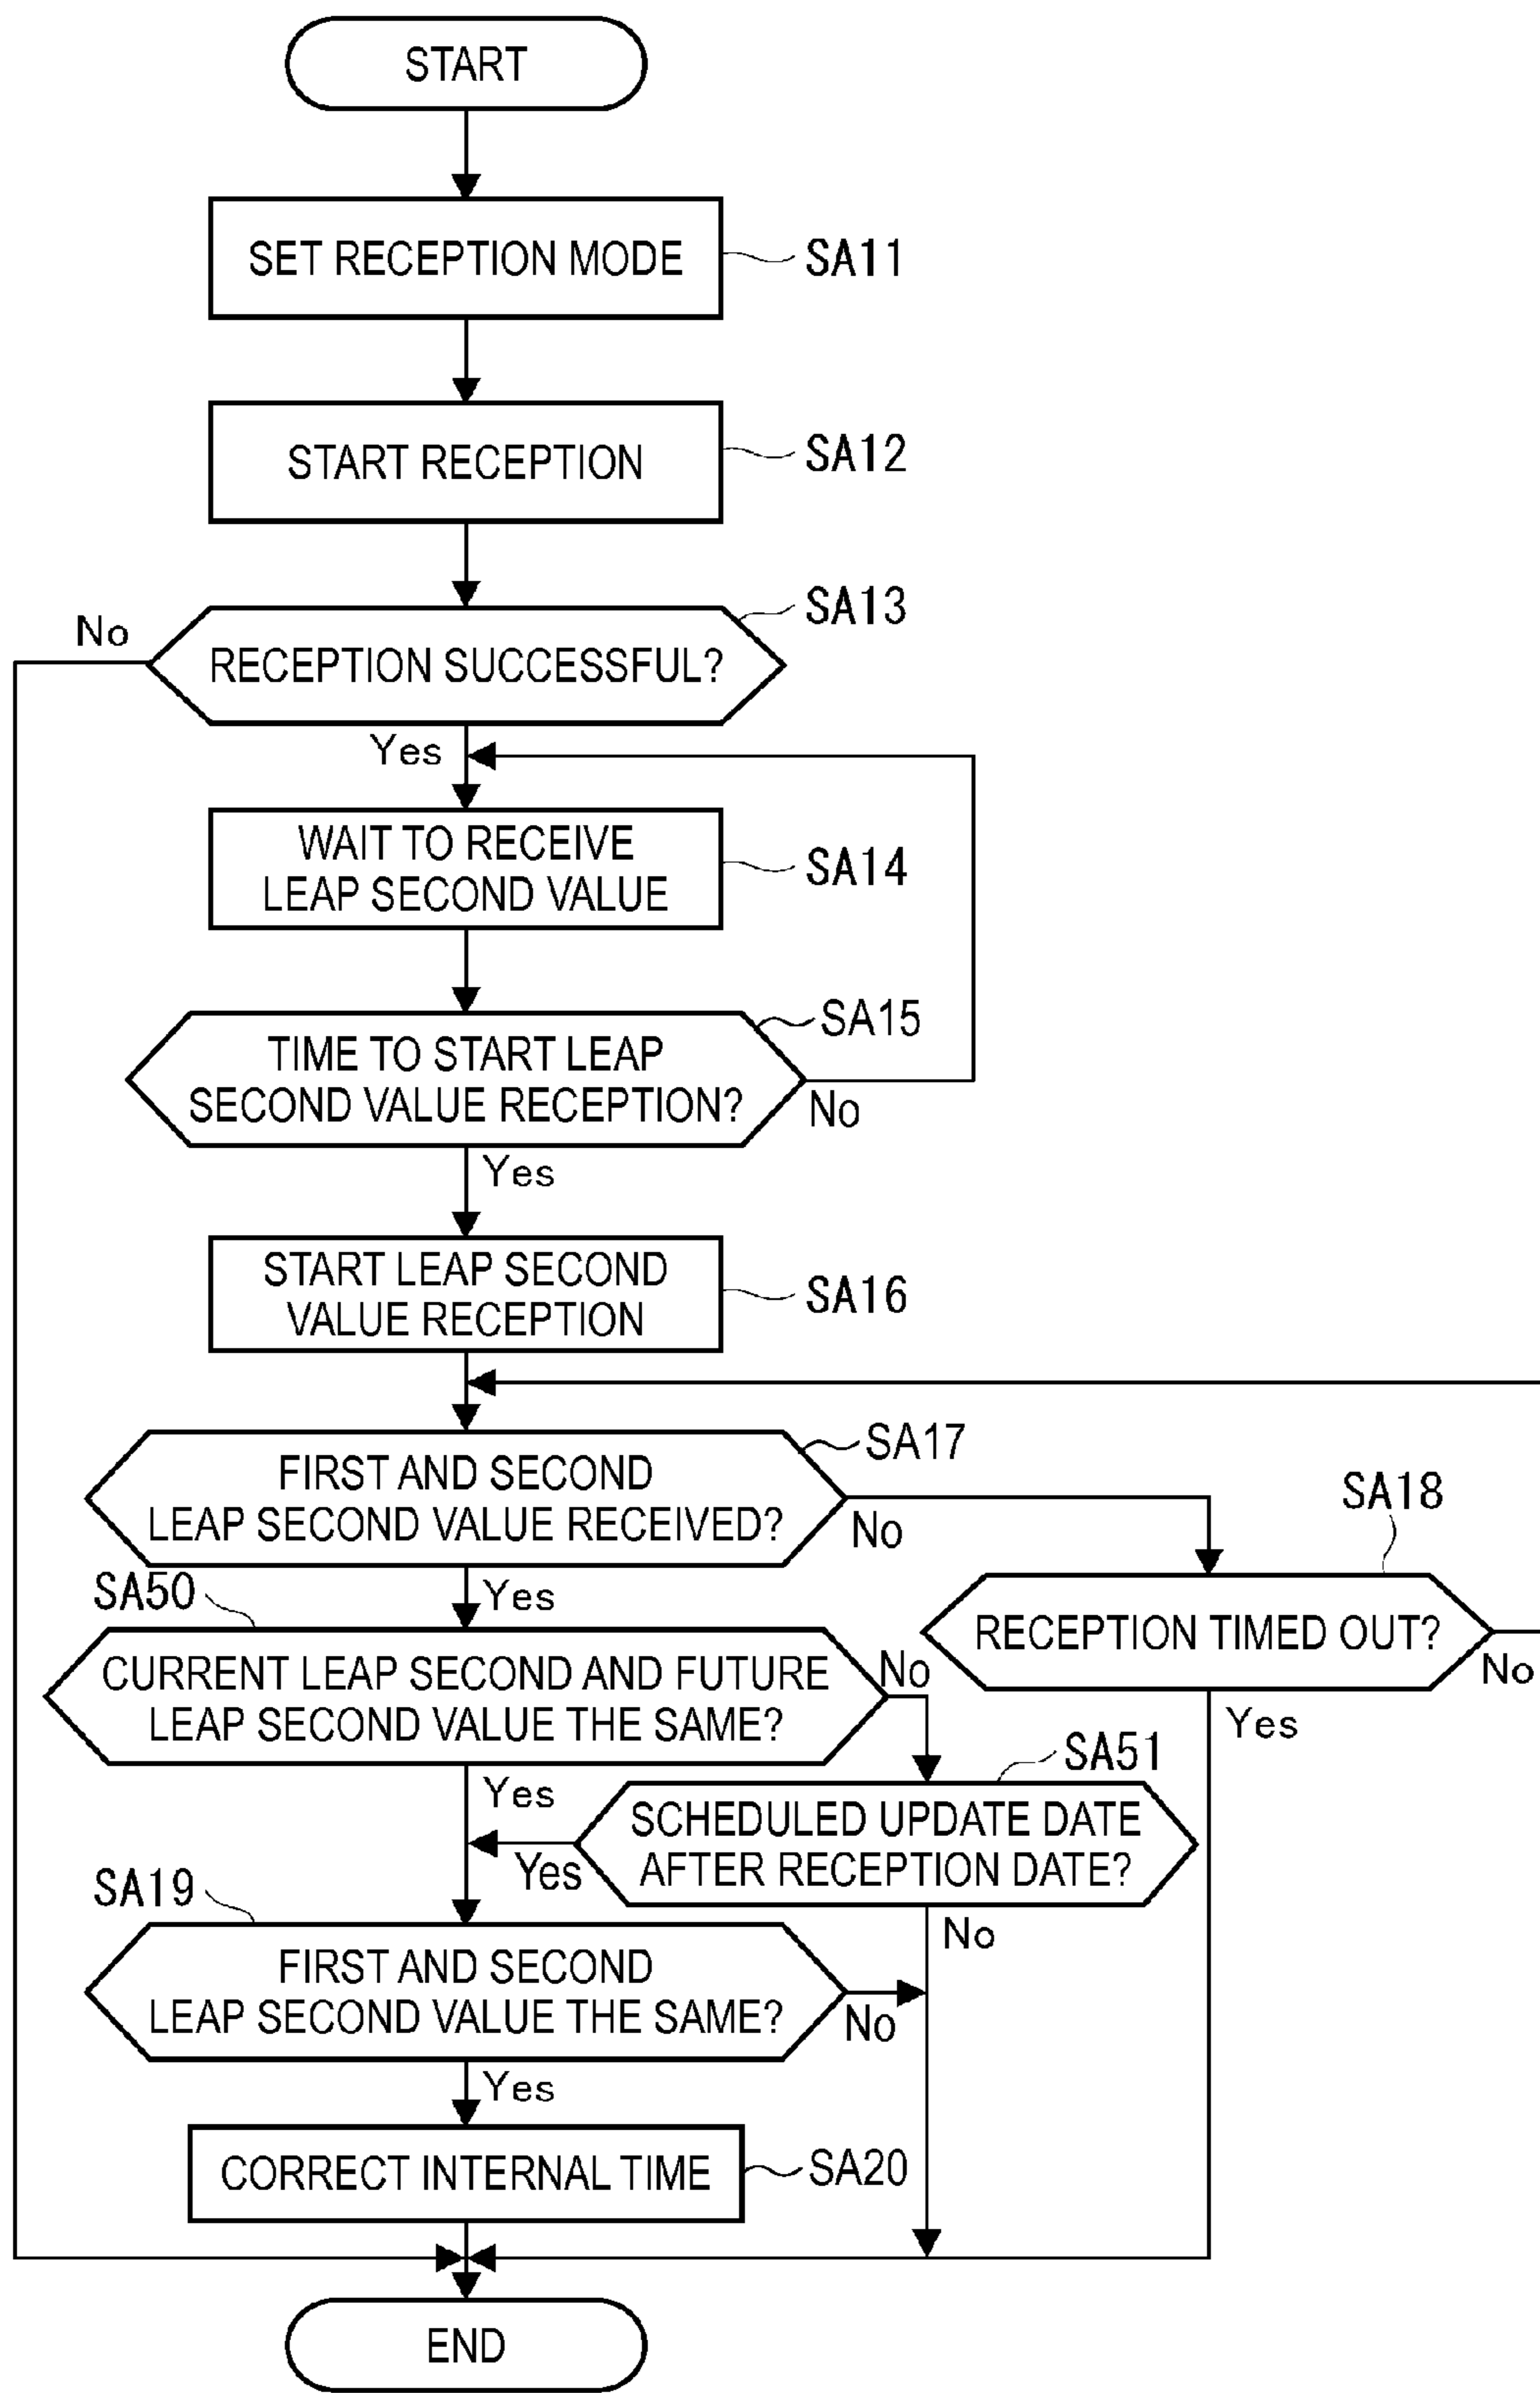 START
SET RECEPTION MODE
SA11
START RECEPTION
SA12
SA13
No
RECEPTION SUCCESSFUL?
Yes
WAIT TO RECEIVE
LEAP SECOND VALUE
SA14
SA15
TIME TO START LEAP
SECOND VALUE RECEPTION?
No
Yes
START LEAP SECOND
VALUE RECEPTION
SA16
SA17
FIRST AND SECOND
LEAP SECOND VALUE RECEIVED?
No
SA18
RECEPTION TIMED OUT?
No
Yes
Yes
SA50
CURRENT LEAP SECOND AND FUTURE
LEAP SECOND VALUE THE SAME?
No
Yes
SA51
SCHEDULED UPDATE DATE
AFTER RECEPTION DATE?
Yes
No
SA19
FIRST AND SECOND
LEAP SECOND VALUE THE SAME?
No
Yes
CORRECT INTERNAL TIME
SA20
END